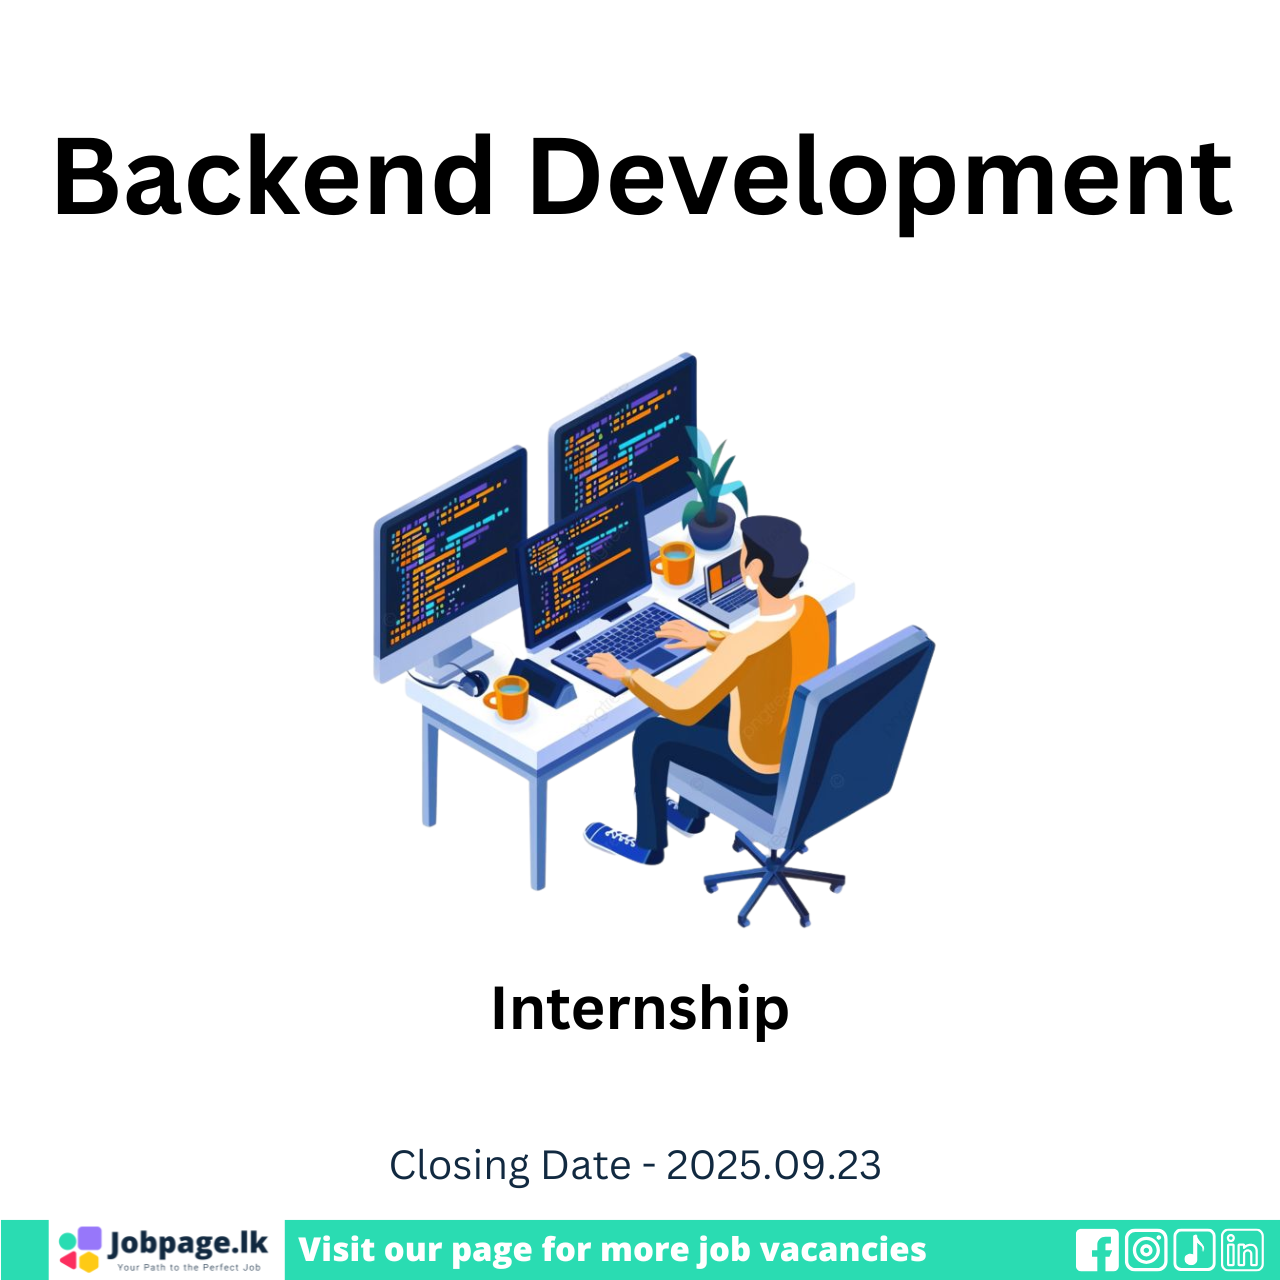 Backend Development
Internship
Closing Date - 2025.09.23
Jobpage.lk
Your Path to the Perfect Job
Visit our page for more job vacancies